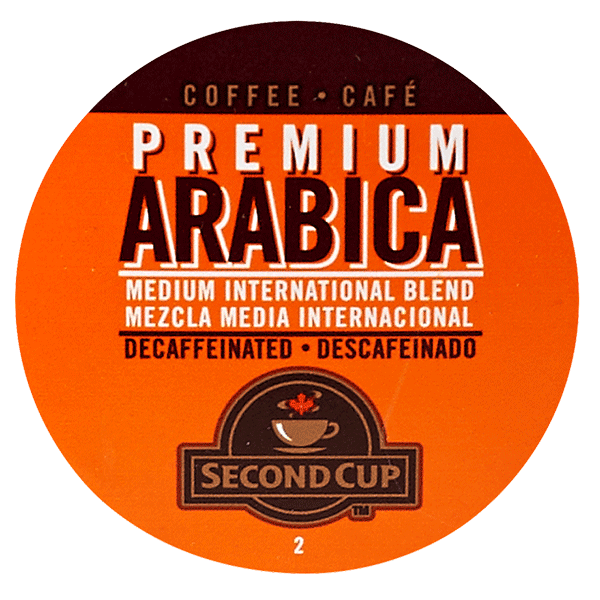 COFFEE • CAFÉ
PREMIUM
ARABICA
MEDIUM INTERNATIONAL BLEND
MEZCLA MEDIA INTERNACIONAL
DECAFFEINATED • DESCAFEINADO
SECOND CUP
TM
2